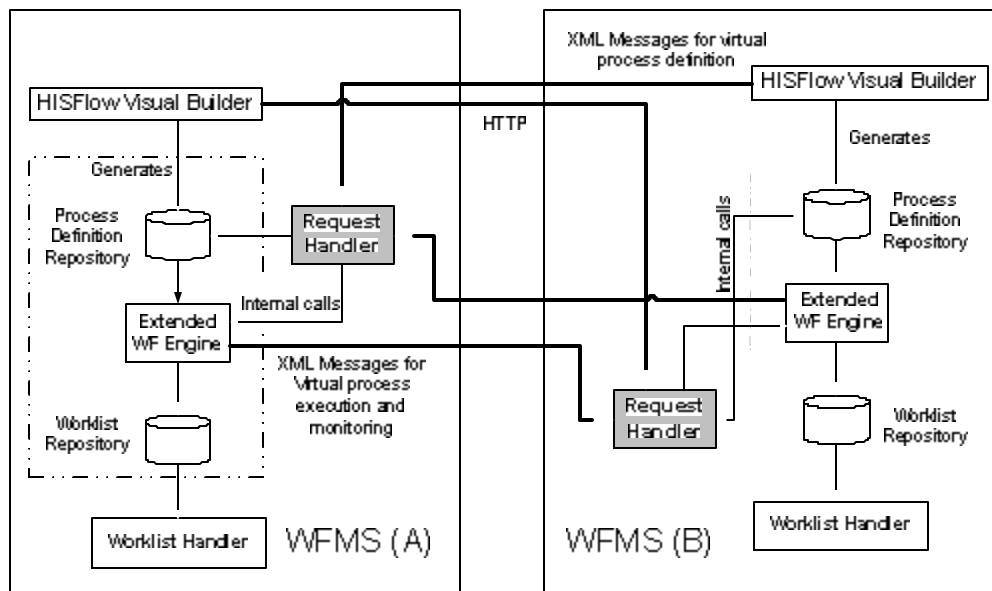 XML Messages for virtual
process definition
HISFlow Visual Builder
HISFlow Visual Builder
HTTP
Generates
Generates
Process
Definition
Repository
Request
Handler
Internal calls
Process
Definition
Repository
Internal calls
Extended
WF Engine
Extended
WF Engine
XML Messages for
Virtual process
execution and
monitoring
Request
Handler
Worklist
Repository
Worklist
Repository
Worklist Handler
WFMS (A)
WFMS (B)
Worklist Handler